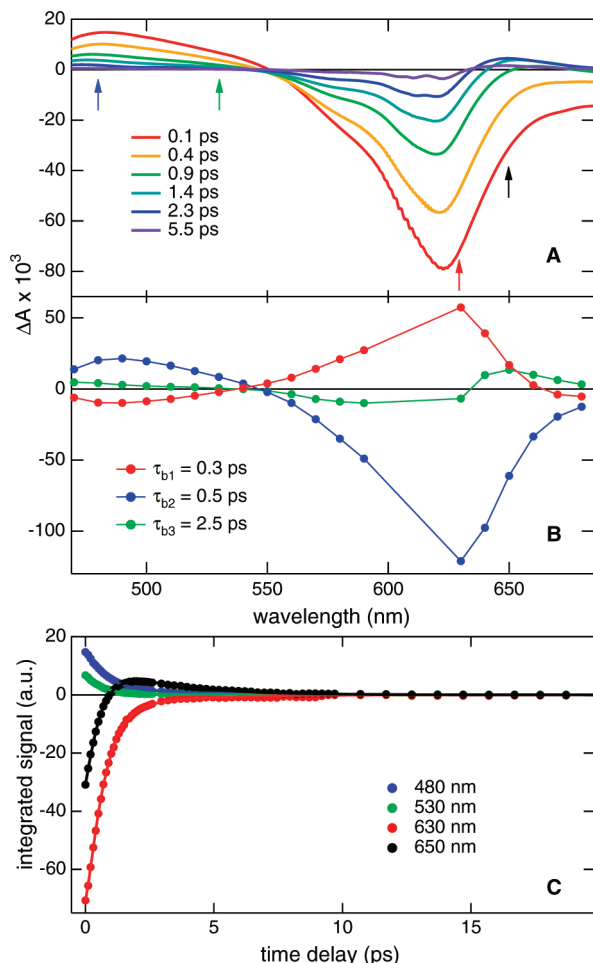 20
0
-20
-40
-60
-80
0.1 ps
0.4 ps
0.9 ps
1.4 ps
2.3 ps
5.5 ps
A
ΔA x 10³
50
0
-50
-100
τb1 = 0.3 ps
τb2 = 0.5 ps
τb3 = 2.5 ps
B
500 550 600 650
wavelength (nm)
20
0
-20
-40
-60
integrated signal (a.u.)
480 nm
530 nm
630 nm
650 nm
C
0 5 10 15
time delay (ps)